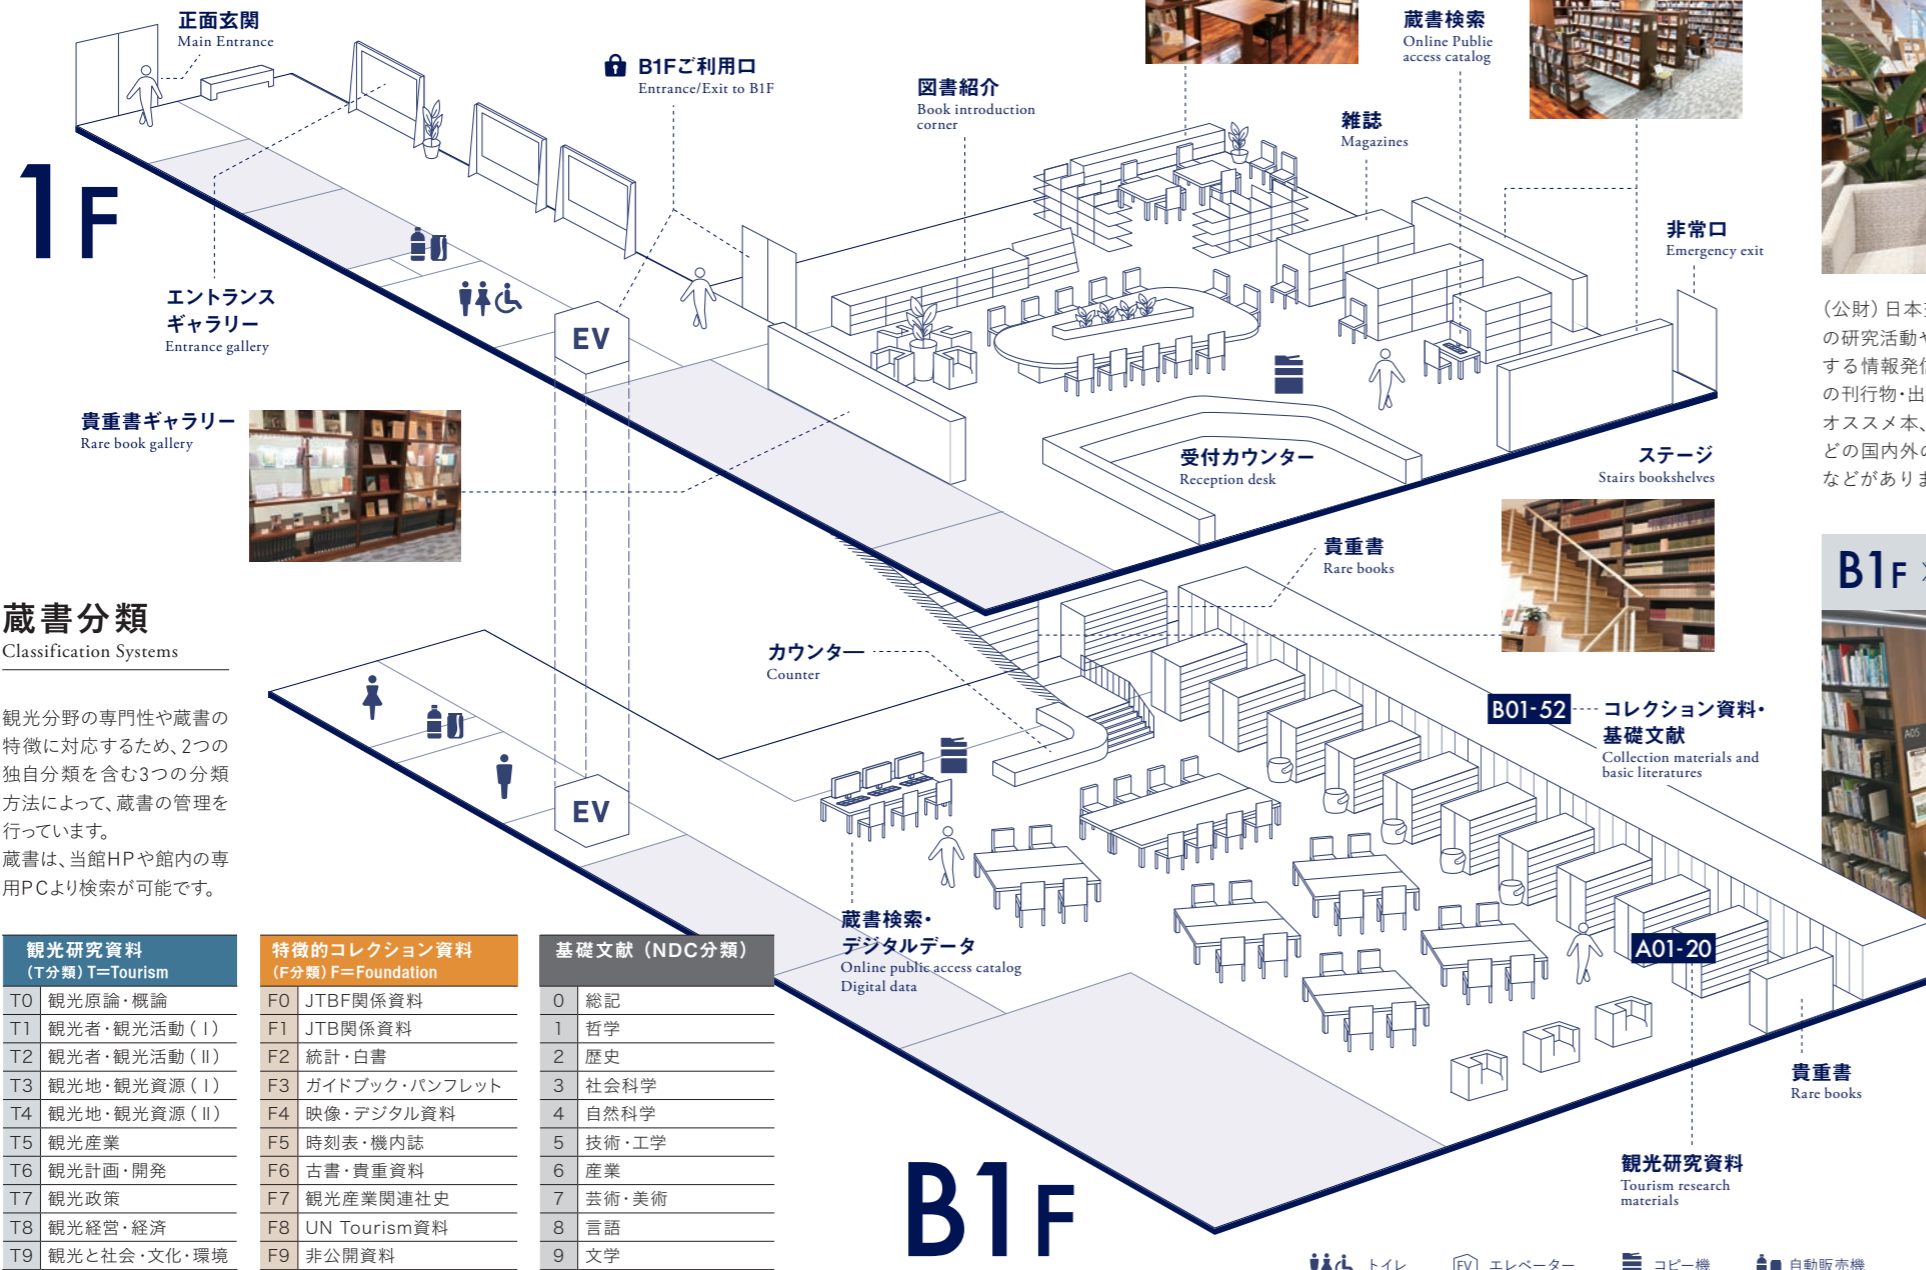 正面玄関
Main Entrance
B1Fご利用口
Entrance/Exit to B1F
図書紹介
Book introduction
corner
蔵書検索
Online Public
access catalog
雑誌
Magazines
非常口
Emergency exit
1F
エントランス
ギャラリー
Entrance gallery
EV
貴重書ギャラリー
Rare book gallery
受付カウンター
Reception desk
ステージ
Stairs bookshelves
(公財)日本
の研究活動や
する情報発信
の刊行物・出
オススメ本、
どの国内外の
などがありま
B1F
貴重書
Rare books
カウンター
Counter
B01-52
コレクション資料・
基礎文献
Collection materials and
basic literatures
EV
A05
蔵書検索・
デジタルデータ
Online public access catalog
Digital data
A01-20
貴重書
Rare books
観光研究資料
Tourism research
materials
B1F
蔵書分類
Classification Systems
観光分野の専門性や蔵書の
特徴に対応するため、2つの
独自分類を含む3つの分類
方法によって、蔵書の管理を
行っています。
蔵書は、当館HPや館内の専
用PCより検索が可能です。
観光研究資料
(T分類) T=Tourism
T0 観光原論・概論
T1 観光者・観光活動(Ⅰ)
T2 観光者・観光活動(Ⅱ)
T3 観光地・観光資源(Ⅰ)
T4 観光地・観光資源(Ⅱ)
T5 観光産業
T6 観光計画・開発
T7 観光政策
T8 観光経営・経済
T9 観光と社会・文化・環境
特徴的コレクション資料
(F分類) F=Foundation
F0 JTBF関係資料
F1 JTB関係資料
F2 統計・白書
F3 ガイドブック・パンフレット
F4 映像・デジタル資料
F5 時刻表・機内誌
F6 古書・貴重資料
F7 観光産業関連社史
F8 UN Tourism資料
F9 非公開資料
基礎文献(NDC分類)
0 総記
1 哲学
2 歴史
3 社会科学
4 自然科学
5 技術・工学
6 産業
7 芸術・美術
8 言語
9 文学
トイレ
EV エレベーター
コピー機
自動販売機